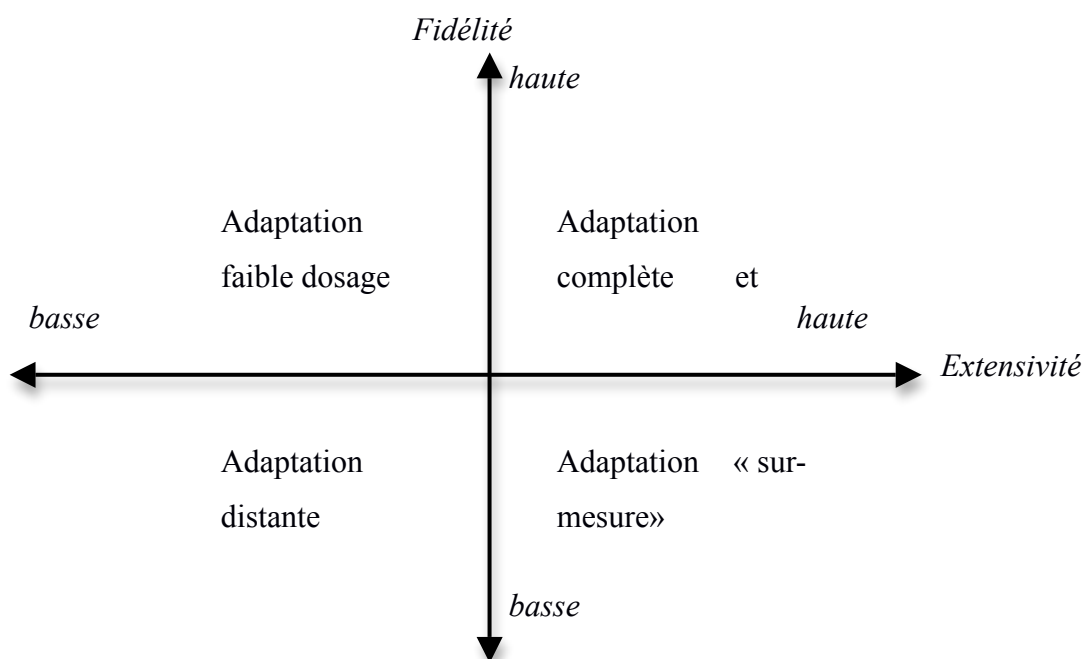 Fidélité
haute
Adaptation
faible dosage
Adaptation
complète et
basse
haute
Extensivité
Adaptation
distante
Adaptation « sur-
mesure»
basse